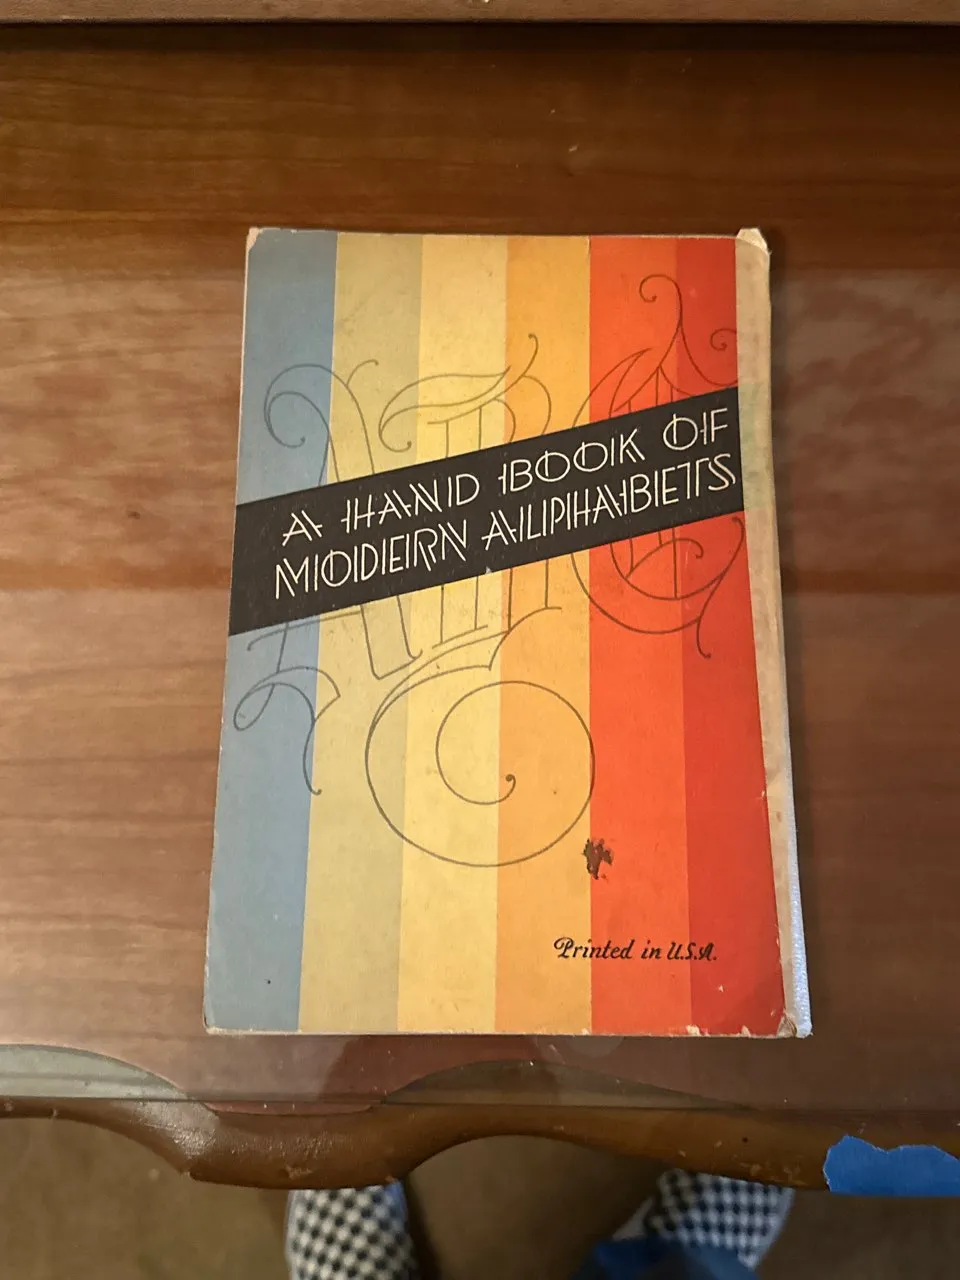 A HAND BOOK OF
MODERN ALPHABETS
Printed in U.S.A.